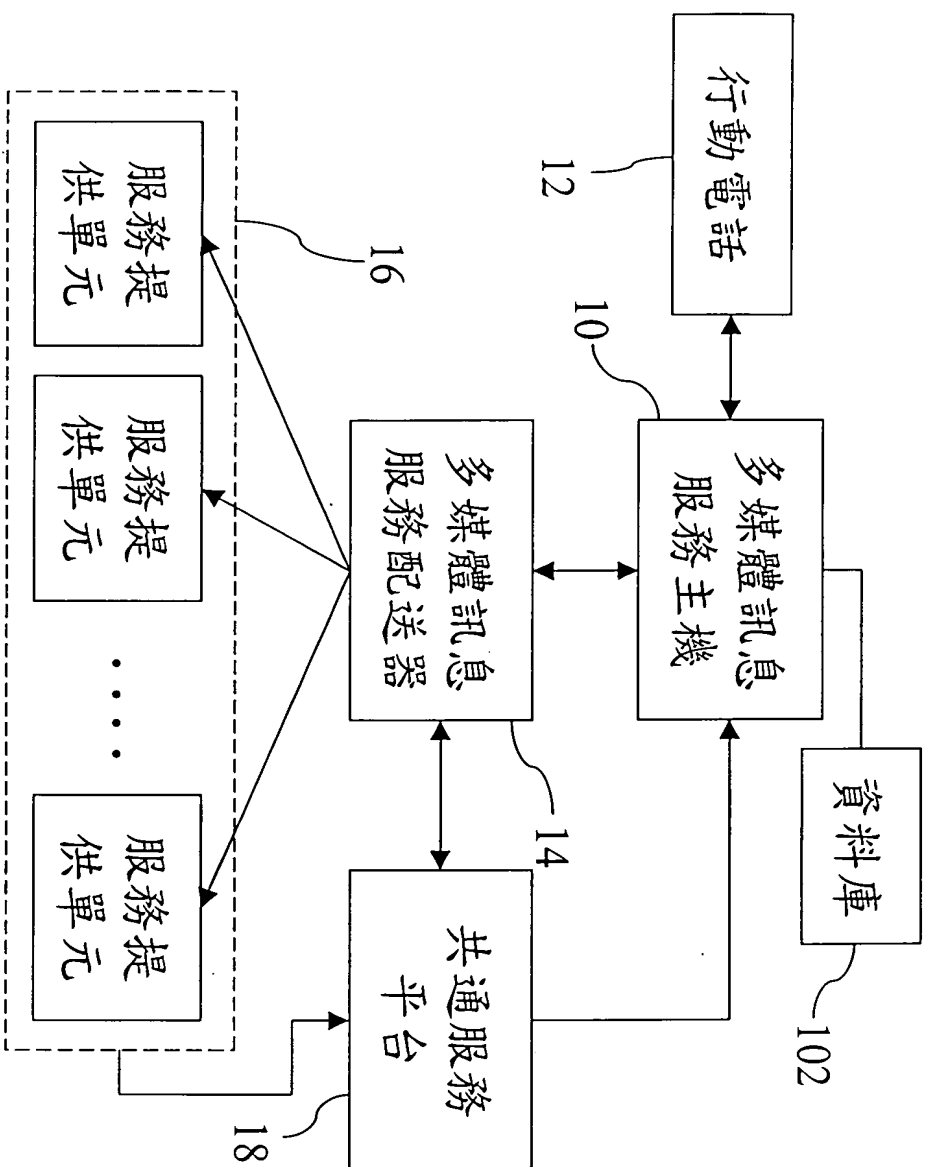 資料庫
102
行動電話
12
10
多媒體訊息
服務主機
多媒體訊息
服務配送器
14
共通服務
平台
18
16
服務提
供單元
服務提
供單元
....
服務提
供單元